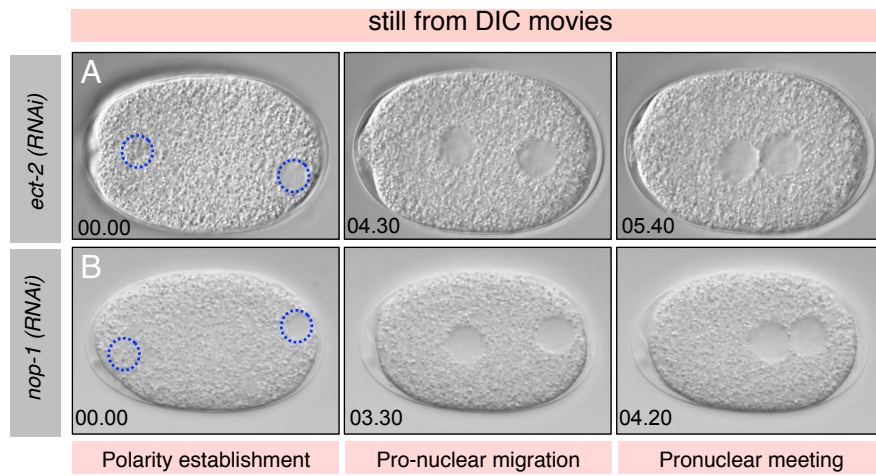 still from DIC movies
ect-2 (RNAi)
A
00.00
04.30
05.40
nop-1 (RNAi)
B
00.00
03.30
04.20
Polarity establishment
Pro-nuclear migration
Pronuclear meeting